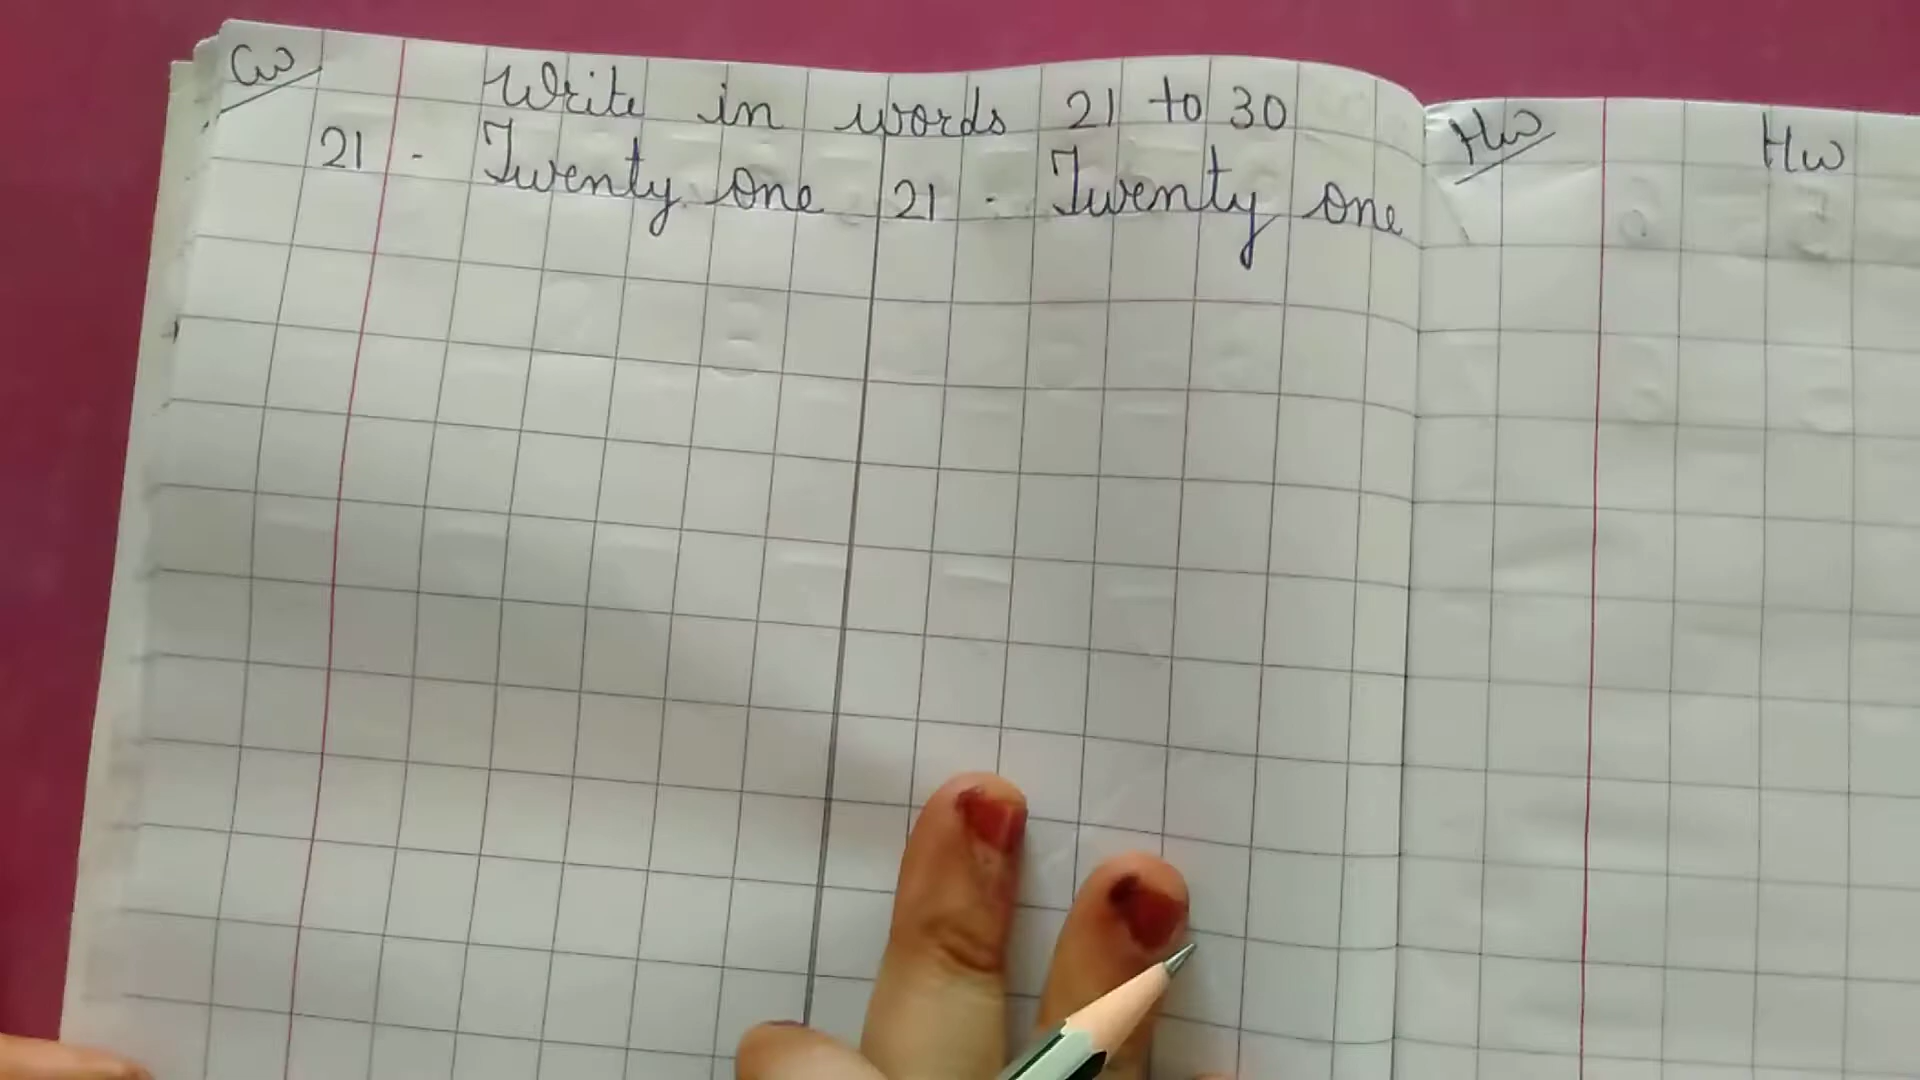 CW
Write in words 21 to 30
21 - Twenty one 21 - Twenty one
HW
HW